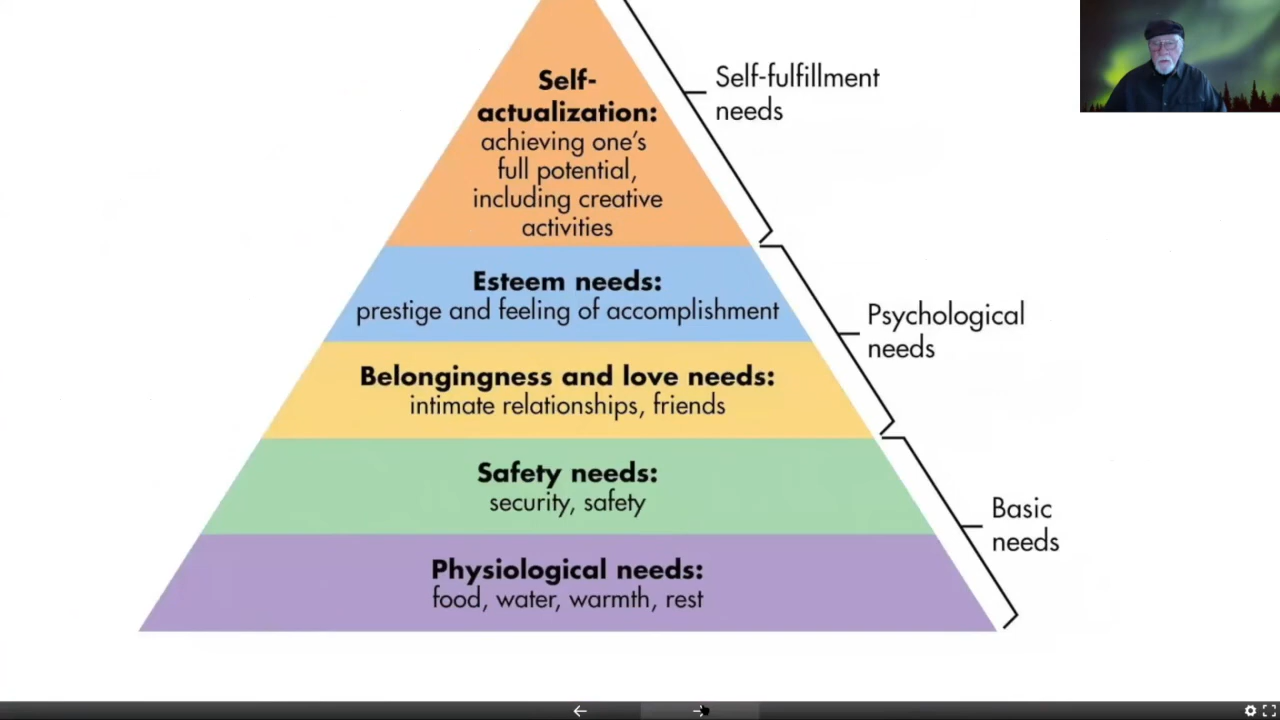 Self-
actualization:
achieving one's
full potential,
including creative
activities
Self-fulfillment
needs
Esteem needs:
prestige and feeling of accomplishment
Psychological
needs
Belongingness and love needs:
intimate relationships, friends
Safety needs:
security, safety
Basic
needs
Physiological needs:
food, water, warmth, rest